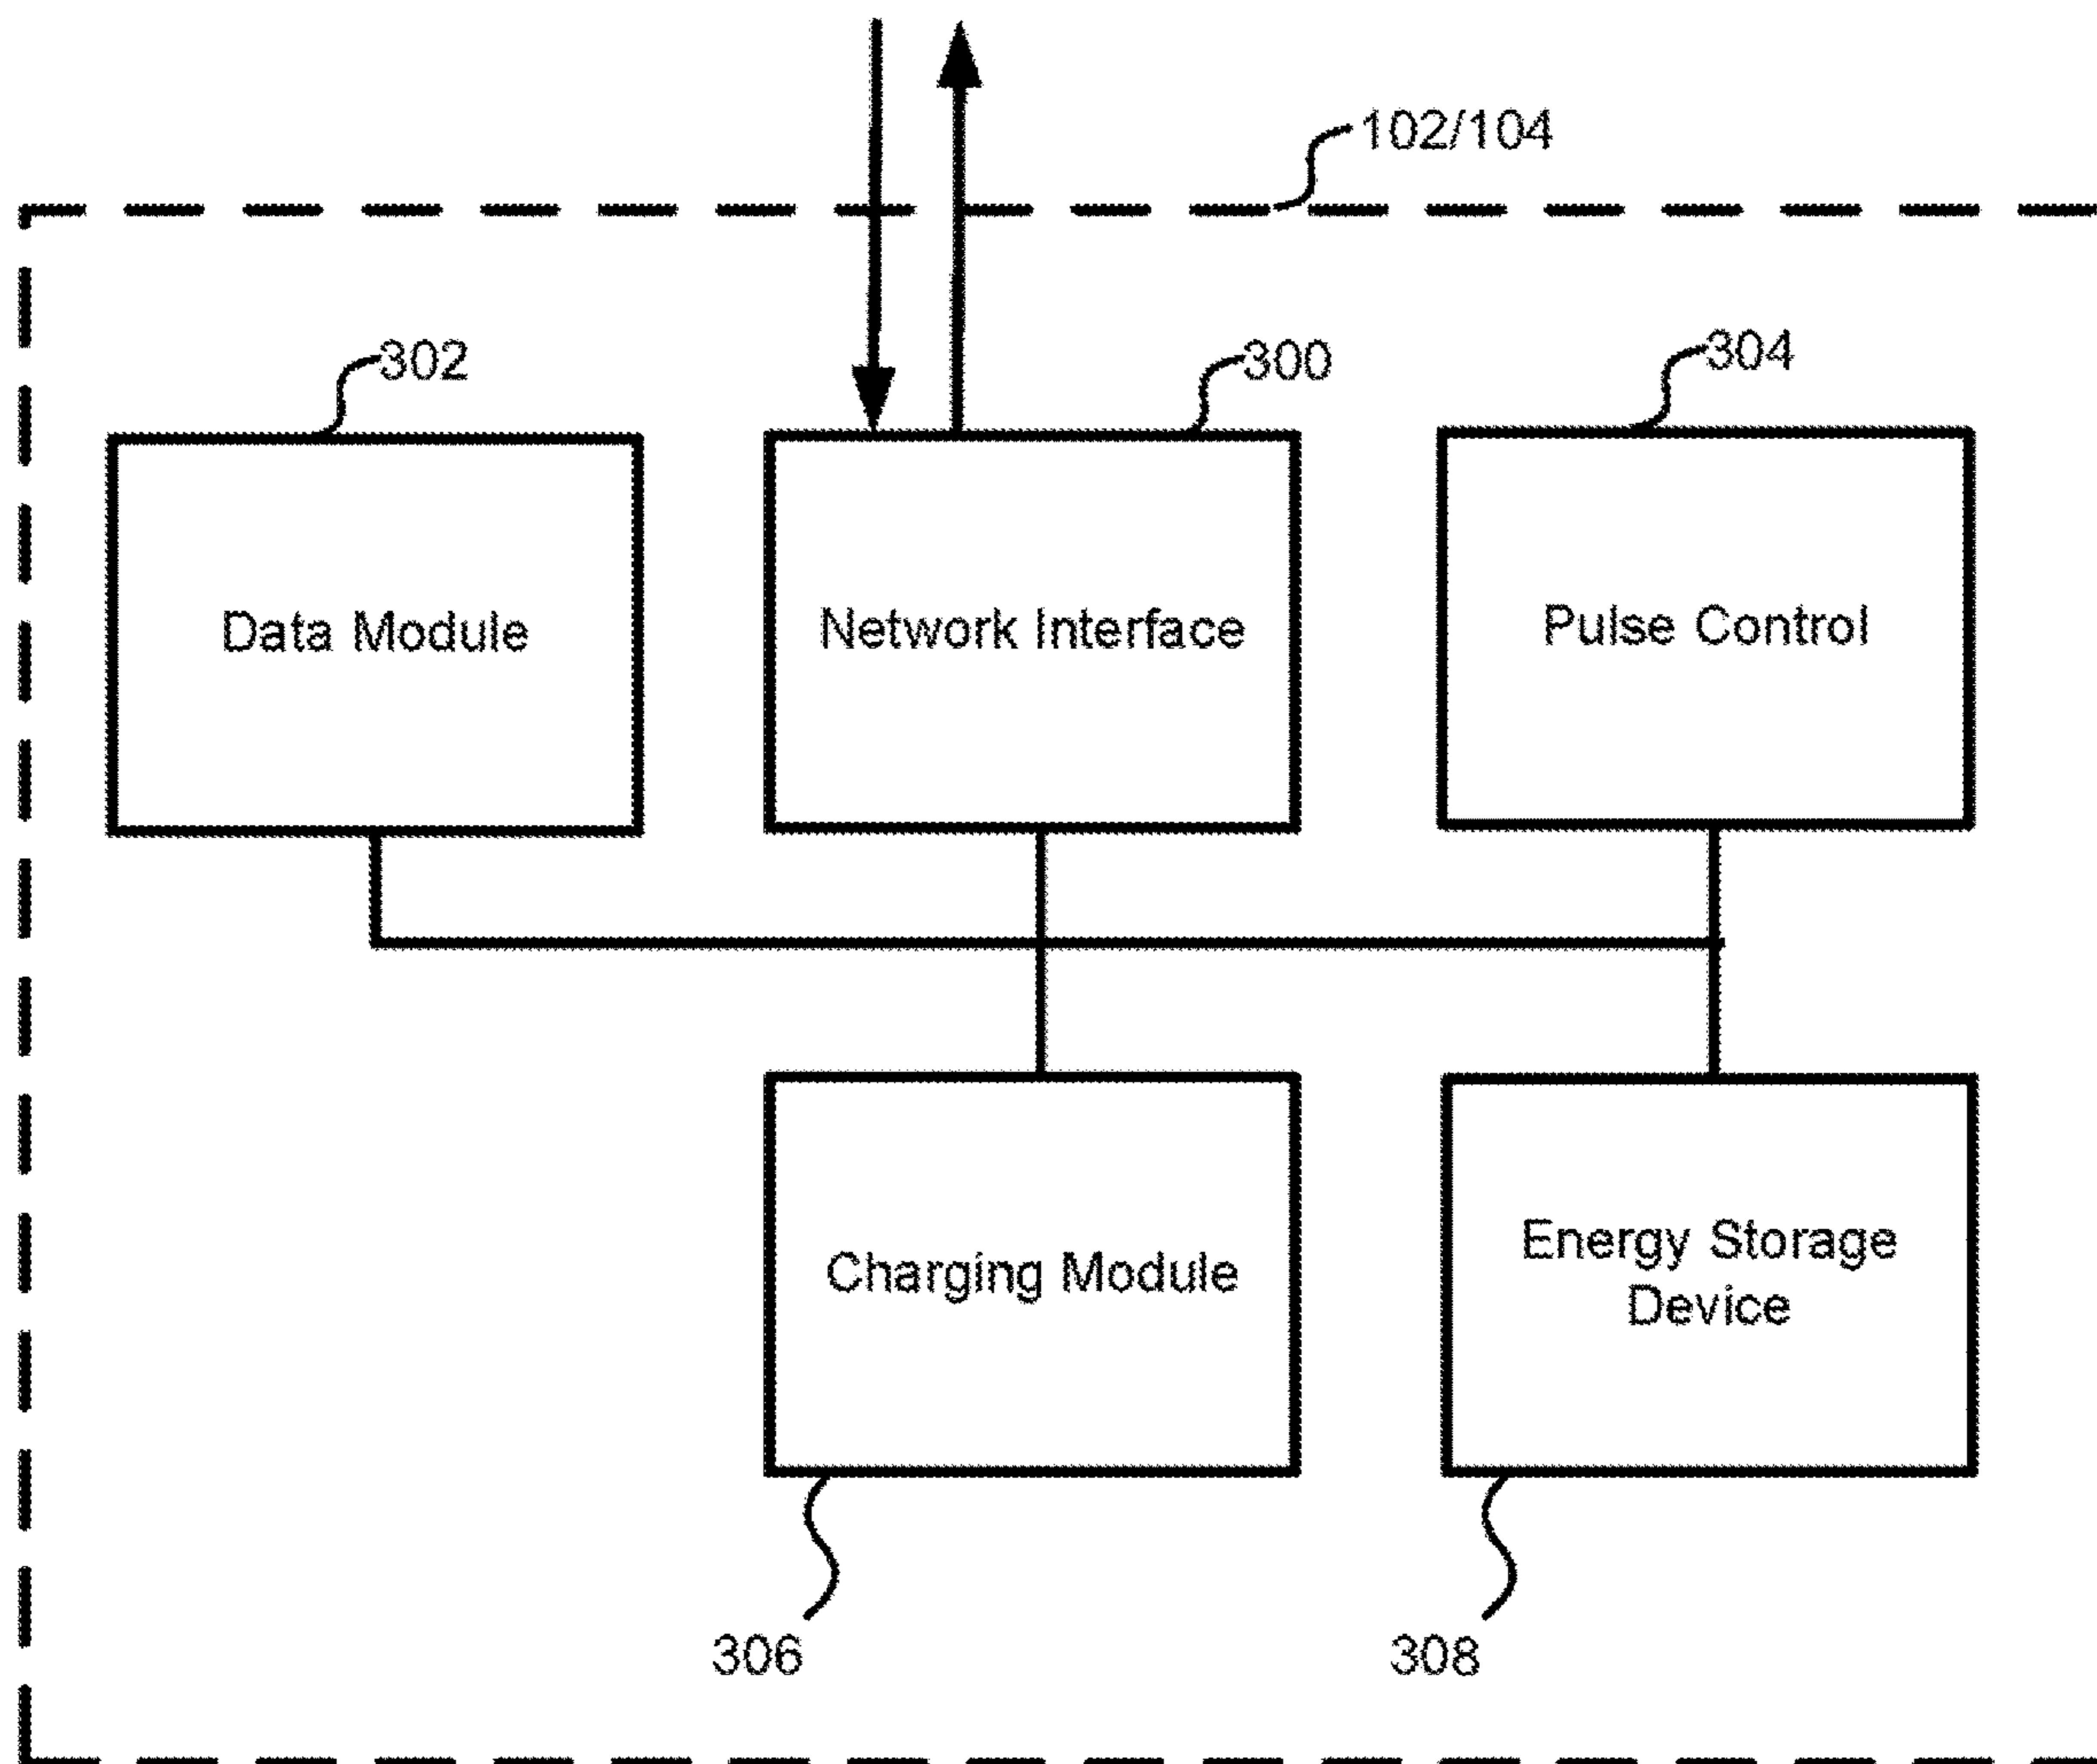 102/104
302
300
304
Data Module
Network Interface
Pulse Control
Charging Module
Energy Storage
Device
306
308